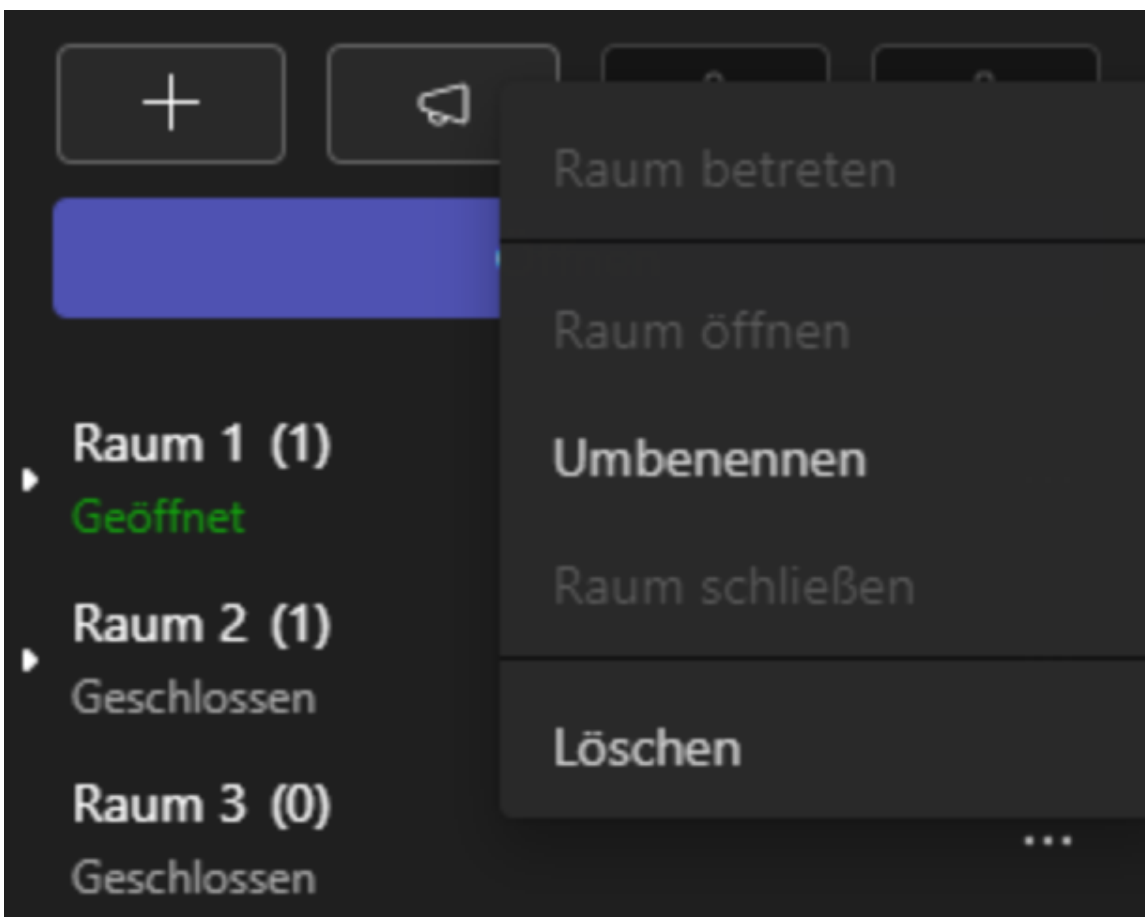 Raum betreten
Raum öffnen
Umbenennen
Raum schließen
Löschen
Raum 1 (1)
Geöffnet
Raum 2 (1)
Geschlossen
Raum 3 (0)
Geschlossen